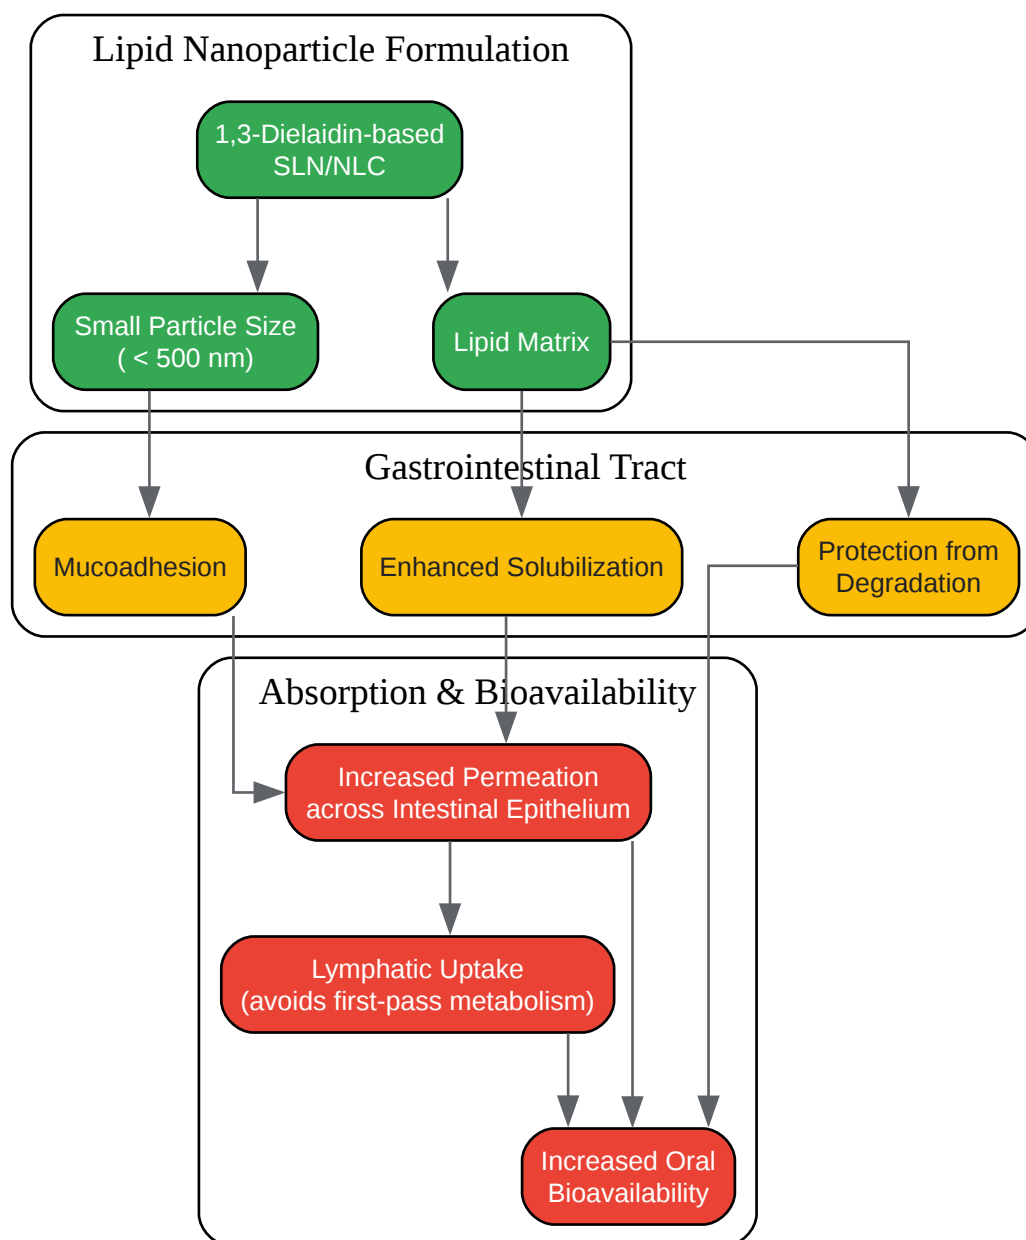 Lipid Nanoparticle Formulation
1,3-Dielaidin-based
SLN/NLC
Small Particle Size
( < 500 nm)
Lipid Matrix
Gastrointestinal Tract
Mucoadhesion
Enhanced Solubilization
Protection from
Degradation
Absorption & Bioavailability
Increased Permeation
across Intestinal Epithelium
Lymphatic Uptake
(avoids first-pass metabolism)
Increased Oral
Bioavailability